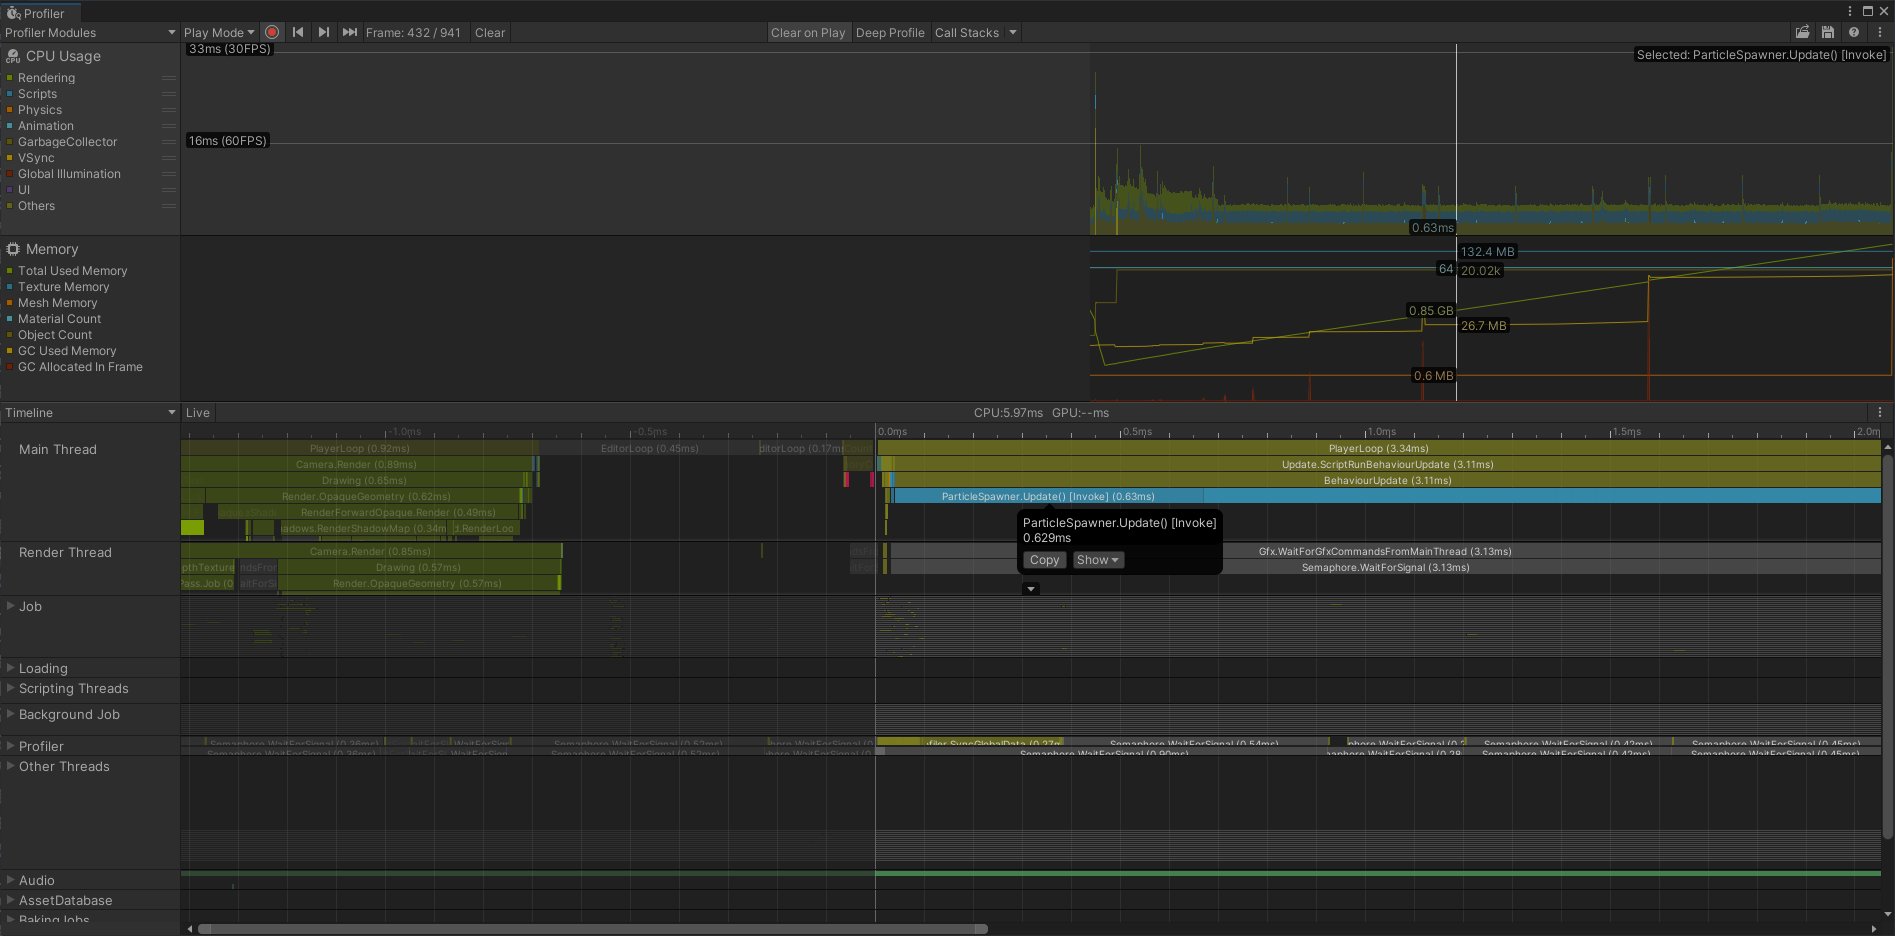 Profiler
Profiler Modules
Play Mode
Frame: 432 / 941
Clear
Clear on Play
Deep Profile
Call Stacks
CPU Usage
33ms (30FPS)
Selected: ParticleSpawner.Update() [Invoke]
Rendering
Scripts
Physics
Animation
GarbageCollector
VSync
Global Illumination
UI
Others
16ms (60FPS)
0.63ms
Memory
Total Used Memory
Texture Memory
Mesh Memory
Material Count
Object Count
GC Used Memory
GC Allocated In Frame
132.4 MB
64
20.02k
0.85 GB
26.7 MB
0.6 MB
Timeline
Live
CPU:5.97ms GPU:--ms
-1.0ms
-0.5ms
0.0ms
0.5ms
1.0ms
1.5ms
2.0m
Main Thread
PlayerLoop (0.92ms)
EditorLoop (0.45ms)
ditorLoop (0.17m
PlayerLoop (3.34ms)
Camera.Render (0.89ms)
Update.ScriptRunBehaviourUpdate (3.11ms)
Drawing (0.65ms)
BehaviourUpdate (3.11ms)
Render.OpaqueGeometry (0.62ms)
ParticleSpawner.Update() [Invoke] (0.63ms)
RenderForwardOpaque.Render (0.49ms)
adows.RenderShadowMap (0.34m
d.RenderLoo
ParticleSpawner.Update() [Invoke]
0.629ms
Copy
Show
Render Thread
Camera.Render (0.85ms)
Gfx.WaitForGfxCommandsFromMainThread (3.13ms)
pthTexture
ndsFron
Drawing (0.57ms)
Semaphore.WaitForSignal (3.13ms)
Pass.Job (0
aitForSi
Render.OpaqueGeometry (0.57ms)
Job
Loading
Scripting Threads
Background Job
Profiler
Semaphore.WaitForSignal (0.54ms)
Semaphore.WaitForSignal (0.42ms)
Semaphore.WaitForSignal (0.45ms)
Semaphore.WaitForSignal (0.90ms)
Semaphore.WaitForSignal (0.42ms)
Semaphore.WaitForSignal (0.45ms)
Other Threads
Audio
AssetDatabase
BakingJobs